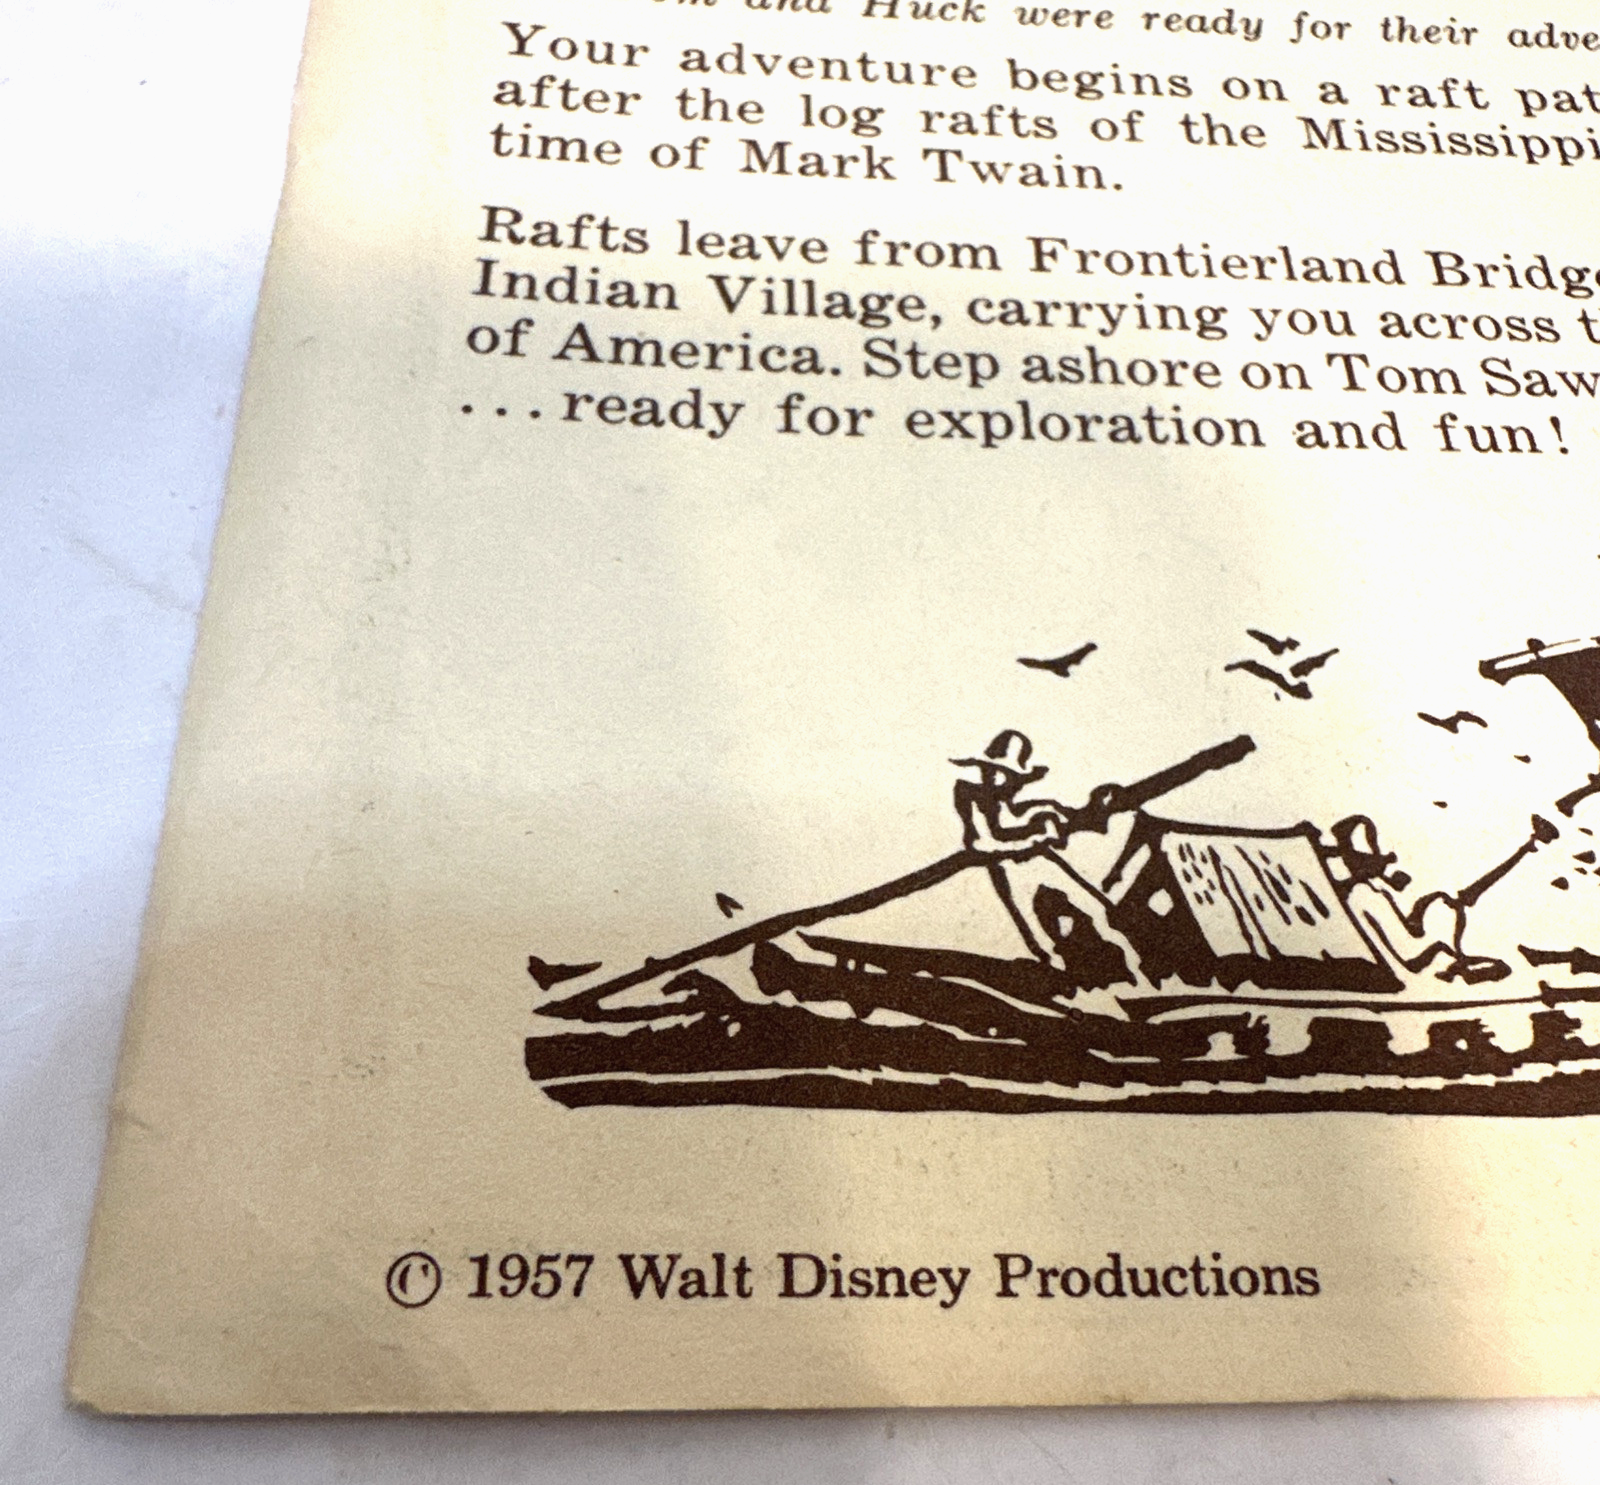 and Huck were ready for their
Your adventure begins on a raft
after the log rafts of the Mississippi
time of Mark Twain.
Rafts leave from Frontierland
Indian Village, carrying you across
of America. Step ashore on Tom
...ready for exploration and fun!
© 1957 Walt Disney Productions